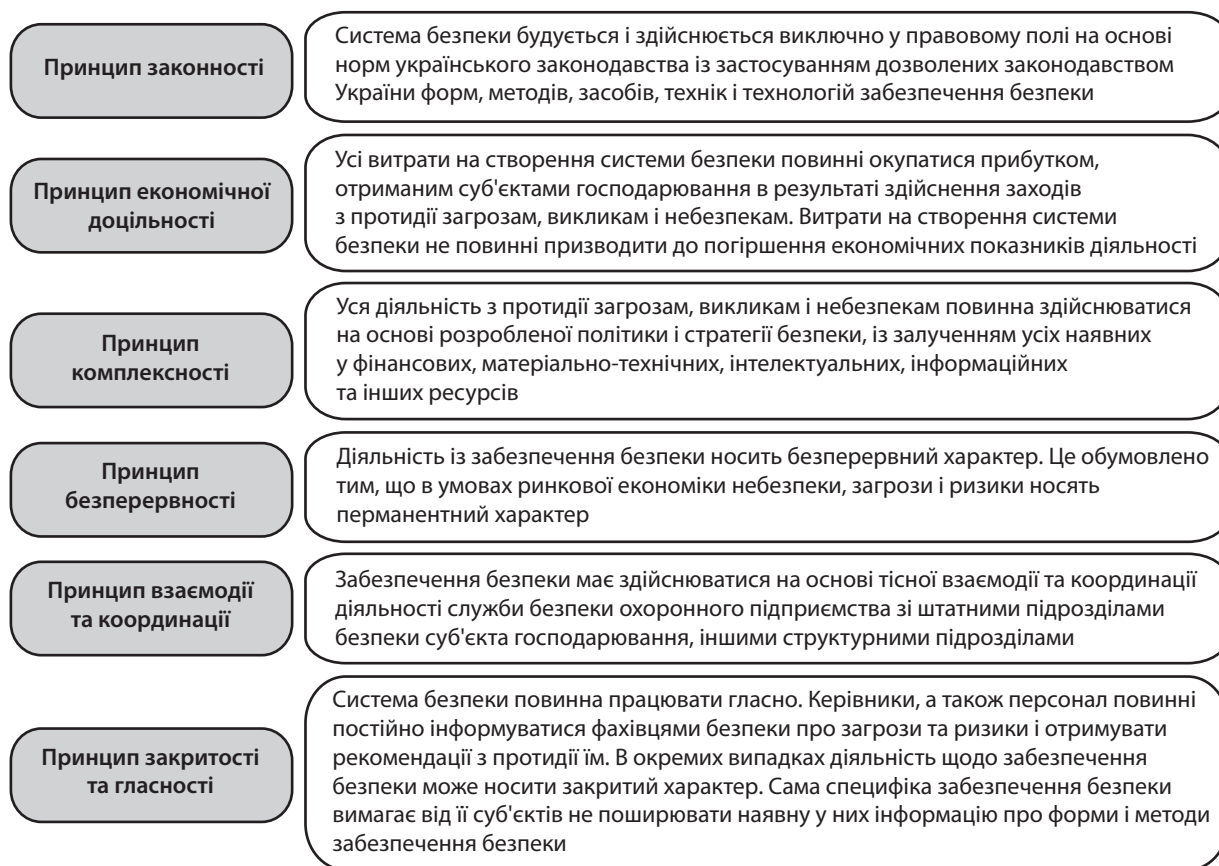 Принцип законності
Система безпеки будується і здійснюється виключно у правовому полі на основі
норм українського законодавства із застосуванням дозволених законодавством
України форм, методів, засобів, технік і технологій забезпечення безпеки
Принцип економічної
доцільності
Усі витрати на створення системи безпеки повинні окупатися прибутком,
отриманим суб'єктами господарювання в результаті здійснення заходів
з протидії загрозам, викликам і небезпекам. Витрати на створення системи
безпеки не повинні призводити до погіршення економічних показників діяльності
Принцип
комплексності
Уся діяльність з протидії загрозам, викликам і небезпекам повинна здійснюватися
на основі розробленої політики і стратегії безпеки, із залученням усіх наявних
у фінансових, матеріально-технічних, інтелектуальних, інформаційних
та інших ресурсів
Принцип
безперервності
Діяльність із забезпечення безпеки носить безперервний характер. Це обумовлено
тим, що в умовах ринкової економіки небезпеки, загрози і ризики носять
перманентний характер
Принцип взаємодії
та координації
Забезпечення безпеки має здійснюватися на основі тісної взаємодії та координації
діяльності служби безпеки охоронного підприємства зі штатними підрозділами
безпеки суб'єкта господарювання, іншими структурними підрозділами
Принцип закритості
та гласності
Система безпеки повинна працювати гласно. Керівники, а також персонал повинні
постійно інформуватися фахівцями безпеки про загрози та ризики і отримувати
рекомендації з протидії їм. В окремих випадках діяльність щодо забезпечення
безпеки може носити закритий характер. Сама специфіка забезпечення безпеки
вимагає від її суб'єктів не поширювати наявну у них інформацію про форми і методи
забезпечення безпеки